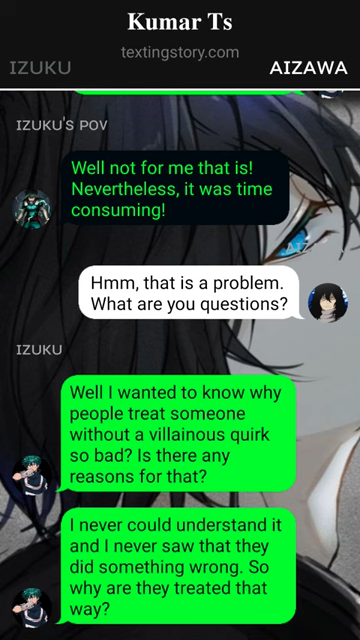 Kumar Ts
textingstory.com
IZUKU
AIZAWA
IZUKU'S POV
Well not for me that is!
Nevertheless, it was time
consuming!
Hmm, that is a problem.
What are you questions?
IZUKU
Well I wanted to know why
people treat someone
without a villainous quirk
so bad? Is there any
reasons for that?
I never could understand it
and I never saw that they
did something wrong. So
why are they treated that
way?